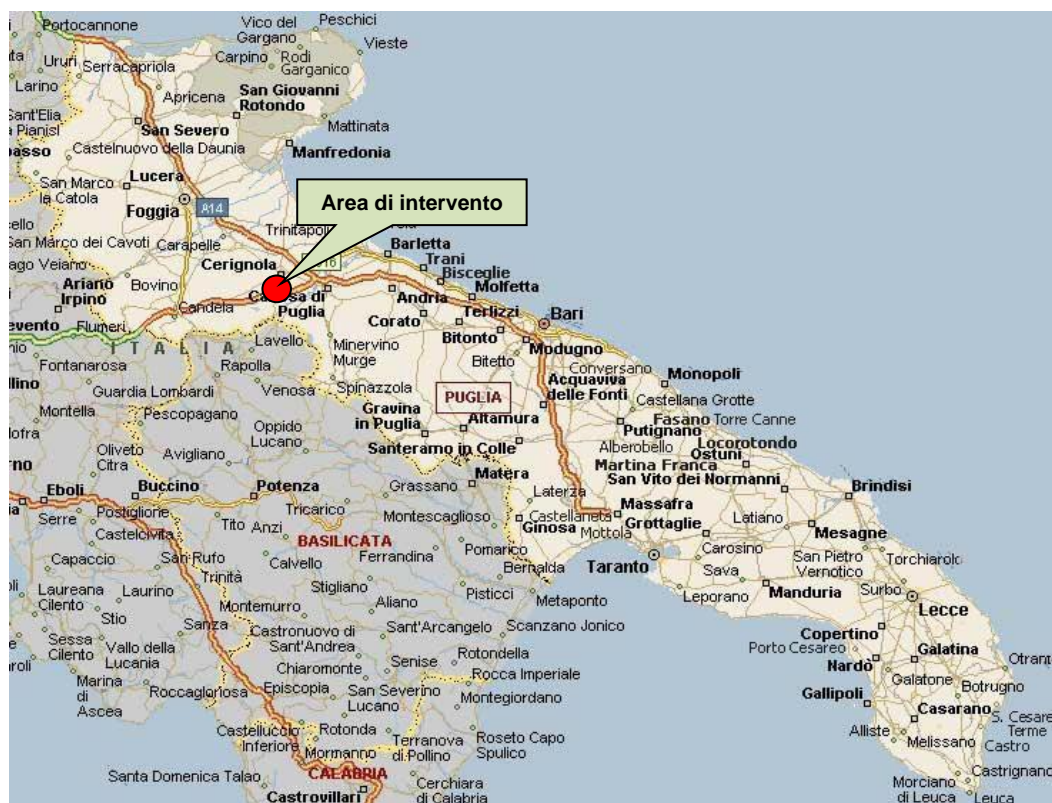 Portocannone
Vico del
Gargano
Peschici
Ururi
Serracapriola
Carpino
Rodi
Garganico
Vieste
Larino
Apricena
San Giovanni
Rotondo
Sant'Elia
a Pianisi
San Severo
Mattinata
Castelnuovo della Daunia
Manfredonia
San Marco
la Catola
Lucera
Foggia
A14
Area di intervento
Trinitapoli
San Marco dei Cavoti
Carapelle
Barletta
Trani
Bisceglie
Molfetta
Cerignola
Ariano
Irpino
Bovino
Andria
Puglia
Candela
Corato
Terlizzi
Bari
Flumeri
Bitonto
Modugno
ITALIA
Lavello
Minervino
Murge
Bitetto
Conversano
Fontanarosa
Rapolla
Monopoli
Guardia Lombardi
Venosa
Spinazzola
Acquaviva
delle Fonti
Castellana Grotte
PUGLIA
Montella
Pescopagano
Gravina
in Puglia
Altamura
Fasano
Torre Canne
Putignano
Oppido
Lucano
Alberobello
Locorotondo
Ostuni
Oliveto
Citra
Avigliano
Santeramo in Colle
Martina Franca
San Vito dei Normanni
Matera
Eboli
Buccino
Potenza
Grassano
Laterza
Brindisi
Massafra
Serre
Postiglione
Tricarico
Montescaglioso
Castellaneta
Ginosa
Mottola
Grottaglie
Latiano
Mesagne
Castelcivita
Tito
Anzi
BASILICATA
Ferrandina
Pomarico
Carosino
San Pietro
Vernotico
Torchiarolo
Capaccio
San Rufo
Calvello
Bernalda
Taranto
Sava
Trinità
Stigliano
Pisticci
Leporano
Manduria
Surbo
Lecce
Laureana
Cilento
Laurino
Montemurro
Aliano
Metaponto
Stio
Sanza
Sant'Arcangelo
Scanzano Jonico
Copertino
Porto Cesareo
Sessa
Cilento
Vallo della
Lucania
Castronuovo di
Sant'Andrea
Chiaromonte
Senise
Rotondella
Nardò
Galatina
Galatone
Rocca Imperiale
Botrugno
Marina
di
Ascea
Roccagloriosa
Episcopia
San Severino
Lucano
Montegiordano
Gallipoli
Casarano
S. Cesare
Terme
Castelluccio
Inferiore
Rotonda
Mormanno
Terranova
di Pollino
Roseto Capo
Spulico
Alliste
Melissano
Castro
Santa Domenica Talao
CALABRIA
Castrovillari
Cerchiara
di Calabria
Morciano
di Leuca
Castrignano
Leuca